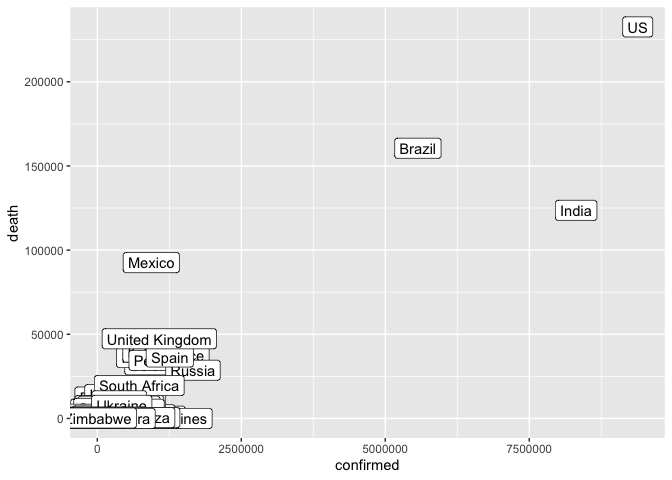 US
200000
Brazil
150000
India
death
100000
Mexico
50000
United Kingdom
Spain
Russia
South Africa
Ukraine
0
Zimbabwe
0
2500000
5000000
7500000
confirmed